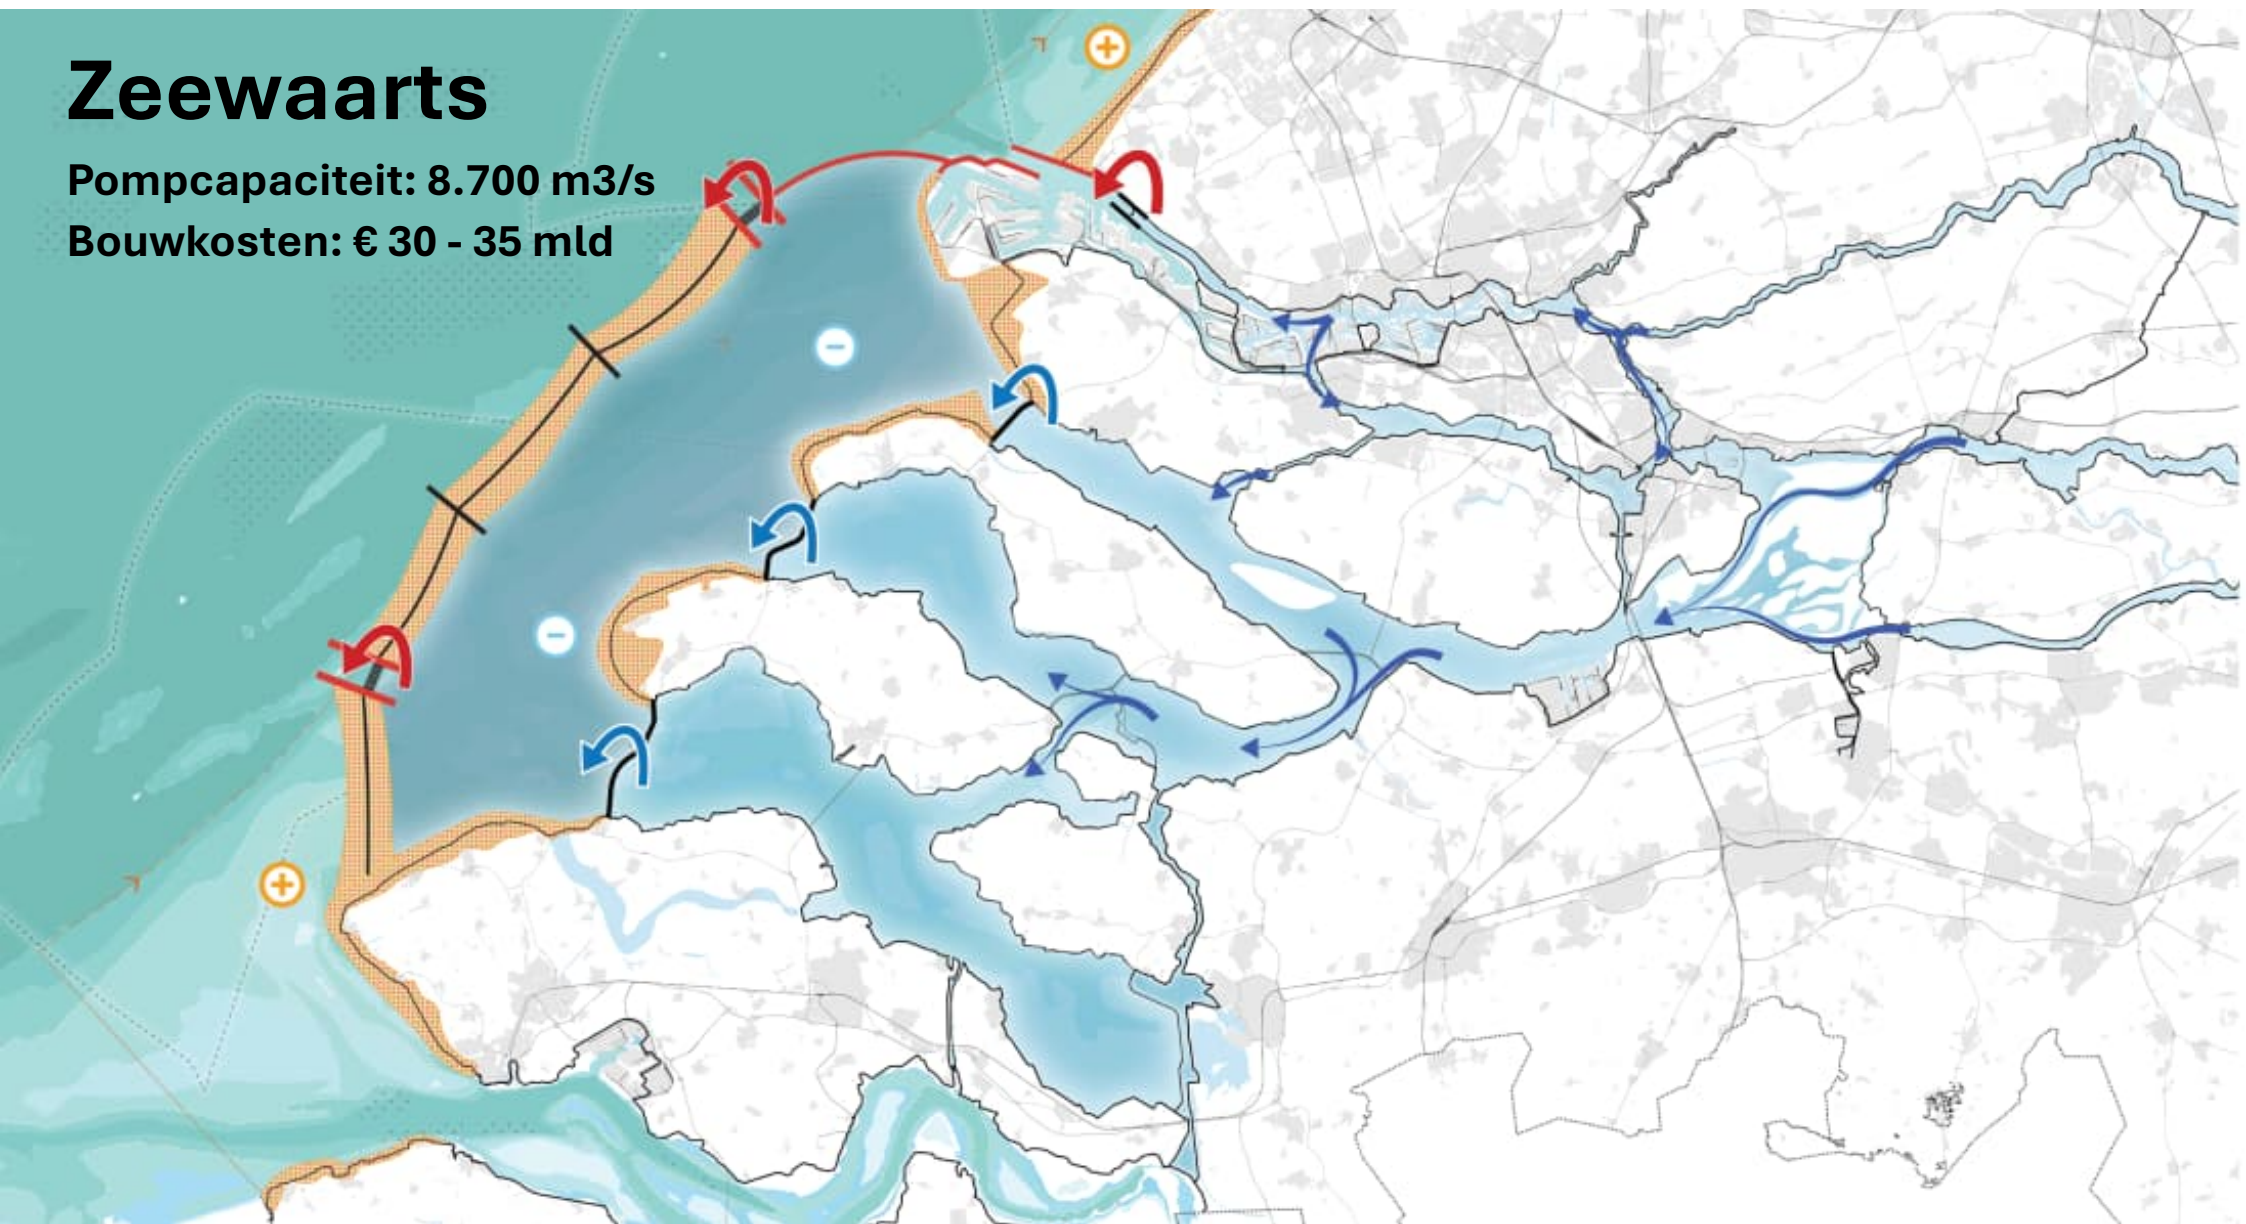 Zeewaarts
Pompcapaciteit: 8.700 m3/s
Bouwkosten: € 30 - 35 mld